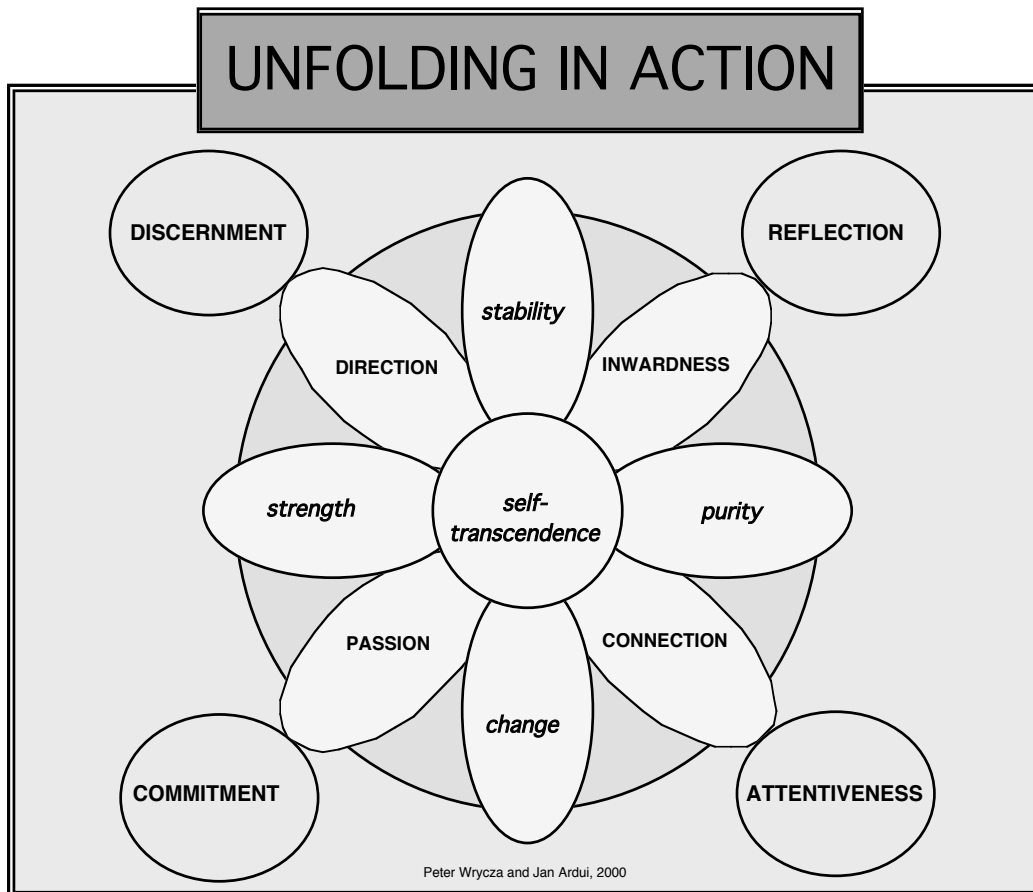 UNFOLDING IN ACTION
DISCERNMENT
REFLECTION
stability
DIRECTION
INWARDNESS
strength
self-
transcendence
purity
PASSION
CONNECTION
change
COMMITMENT
ATTENTIVENESS
Peter Wrycza and Jan Ardui, 2000